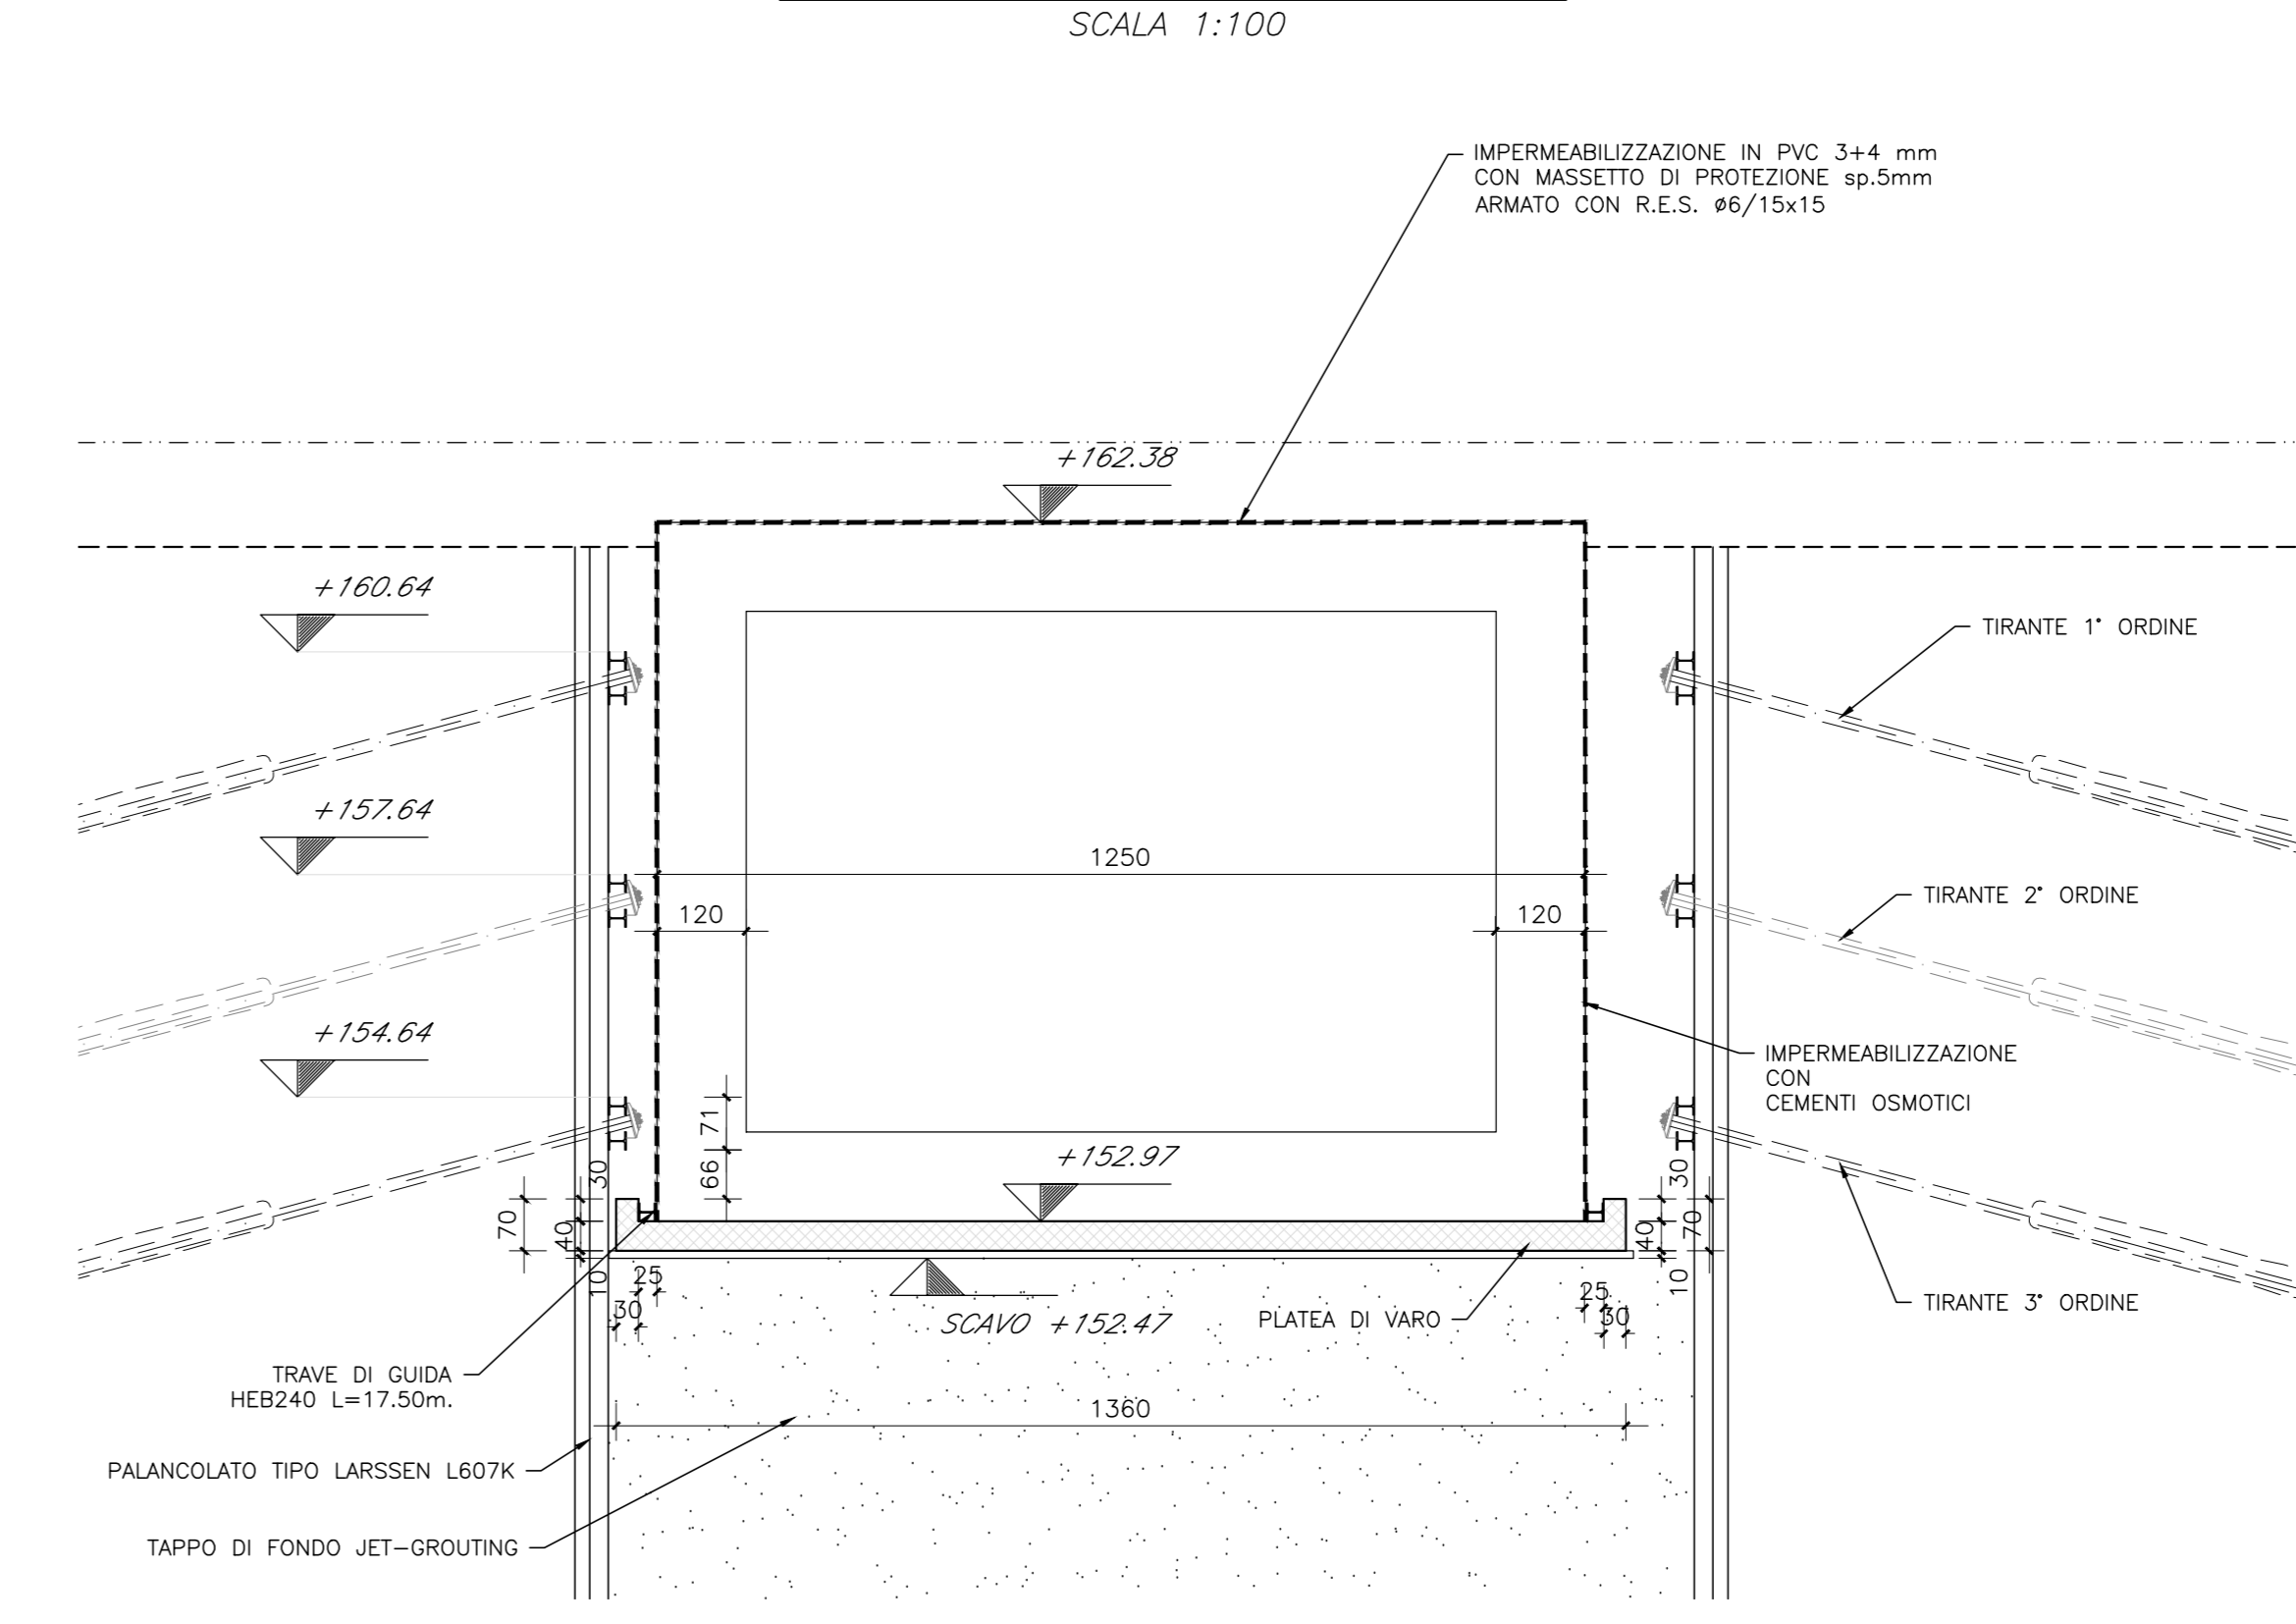 SCALA 1:100
IMPERMEABILIZZAZIONE IN PVC 3+4 mm
CON MASSETTO DI PROTEZIONE sp.5mm
ARMATO CON R.E.S. ø6/15x15
+162.38
+160.64
TIRANTE 1° ORDINE
+157.64
1250
120
120
TIRANTE 2° ORDINE
+154.64
IMPERMEABILIZZAZIONE
CON
CEMENTI OSMOTICI
71
66
+152.97
30
70
40
10
25
30
30
40
70
10
25
30
SCAVO +152.47
PLATEA DI VARO
TIRANTE 3° ORDINE
TRAVE DI GUIDA
HEB240 L=17.50m.
1360
PALANCOLATO TIPO LARSSEN L607K
TAPPO DI FONDO JET-GROUTING